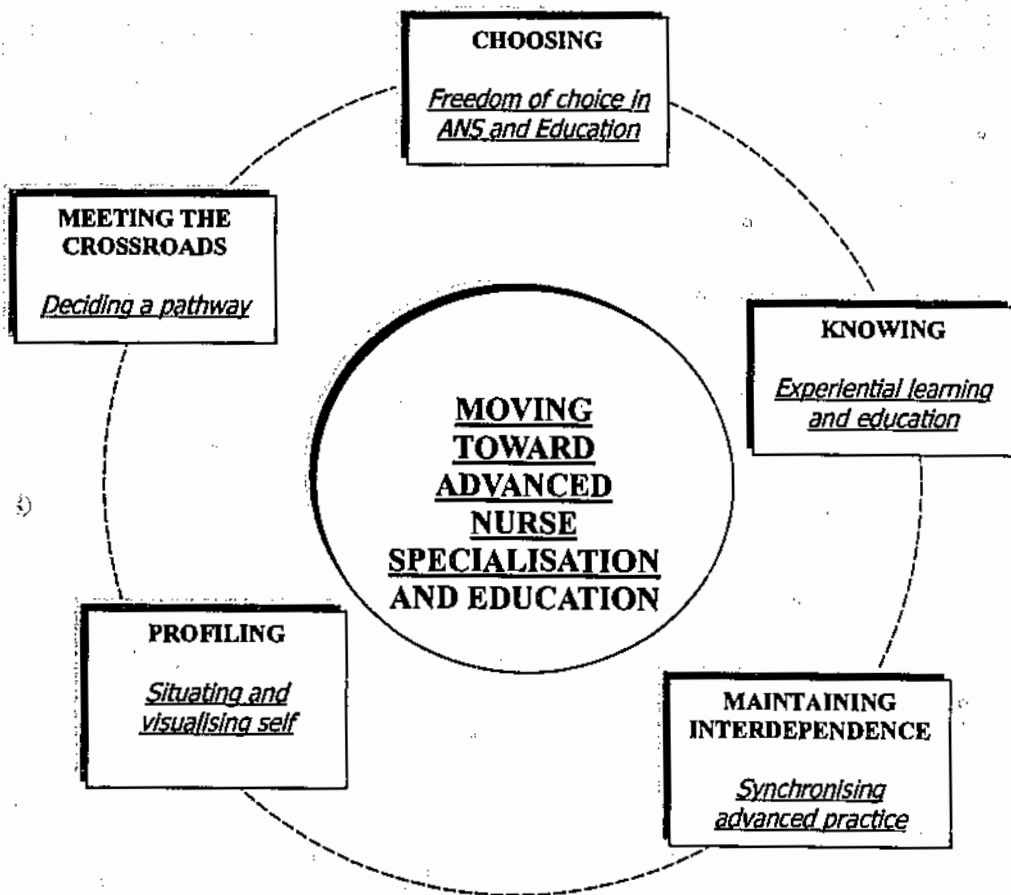 CHOOSING
Freedom of choice in
ANS and Education
MEETING THE
CROSSROADS
Deciding a pathway
KNOWING
Experiential learning
and education
MOVING
TOWARD
ADVANCED
NURSE
SPECIALISATION
AND EDUCATION
PROFILING
Situating and
visualising self
MAINTAINING
INTERDEPENDENCE
Synchronising
advanced practice